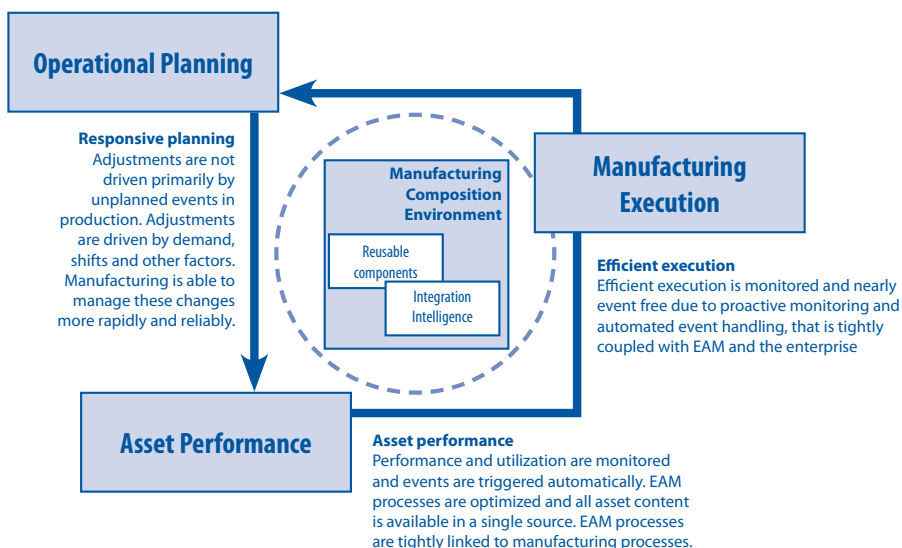 Operational Planning
Responsive planning
Adjustments are not
driven primarily by
unplanned events in
production. Adjustments
are driven by demand,
shifts and other factors.
Manufacturing is able to
manage these changes
more rapidly and reliably.
Manufacturing
Composition
Environment
Reusable
components
Integration
Intelligence
Manufacturing
Execution
Efficient execution
Efficient execution is monitored and nearly
event free due to proactive monitoring and
automated event handling, that is tightly
coupled with EAM and the enterprise
Asset Performance
Asset performance
Performance and utilization are monitored
and events are triggered automatically. EAM
processes are optimized and all asset content
is available in a single source. EAM processes
are tightly linked to manufacturing processes.